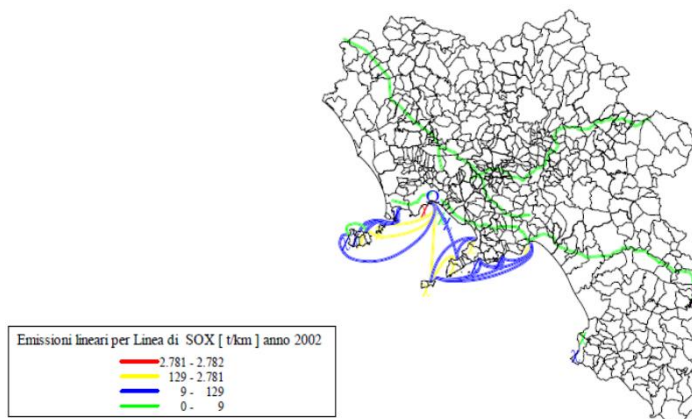 Emissioni lineari per Linea di SOX [ t/km ] anno 2002
2.781 - 2.782
129 - 2.781
9 - 129
0 - 9